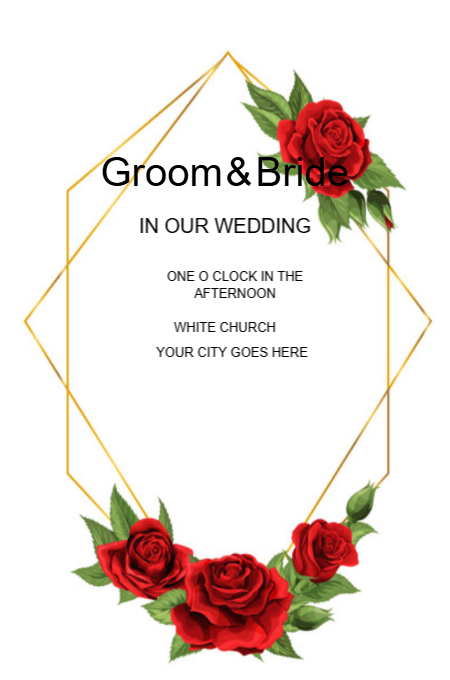 Groom&Bride
IN OUR WEDDING
ONE O CLOCK IN THE
AFTERNOON
WHITE CHURCH
YOUR CITY GOES HERE